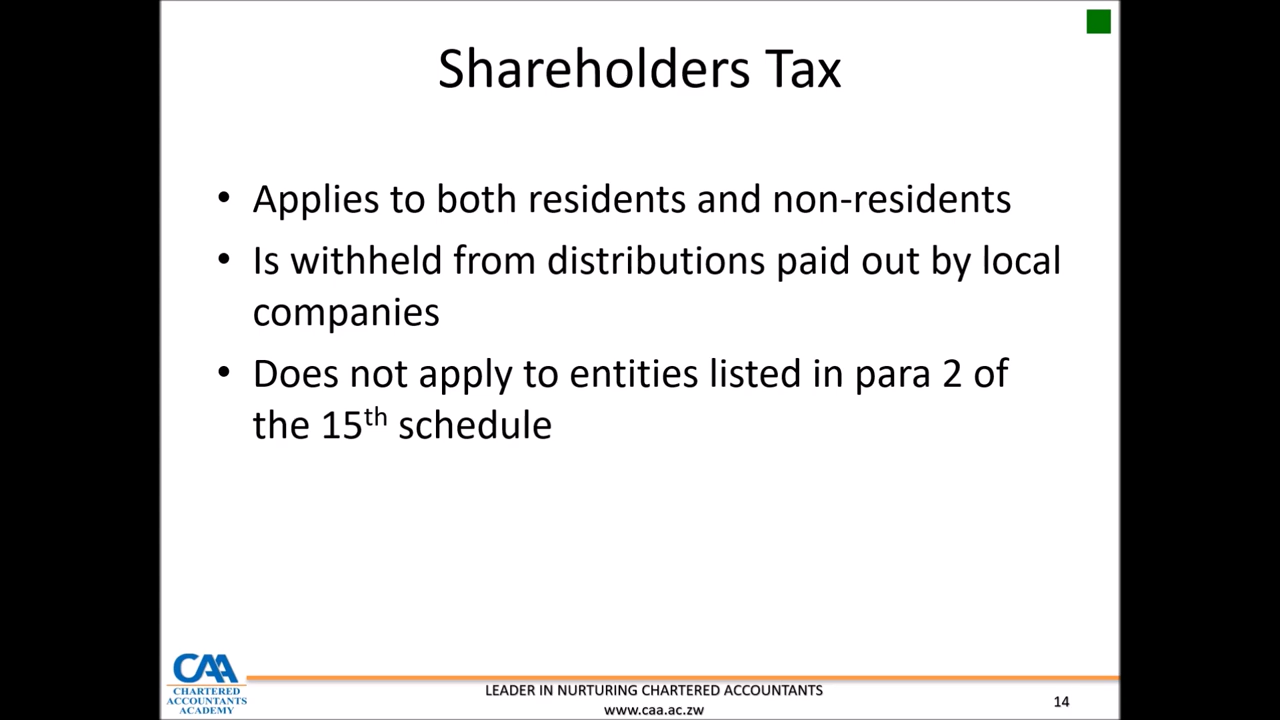 Shareholders Tax
• Applies to both residents and non-residents
• Is withheld from distributions paid out by local
companies
• Does not apply to entities listed in para 2 of
the 15th schedule
CAA
CHARTERED
ACCOUNTANTS
ACADEMY
LEADER IN NURTURING CHARTERED ACCOUNTANTS
www.caa.ac.zw
14